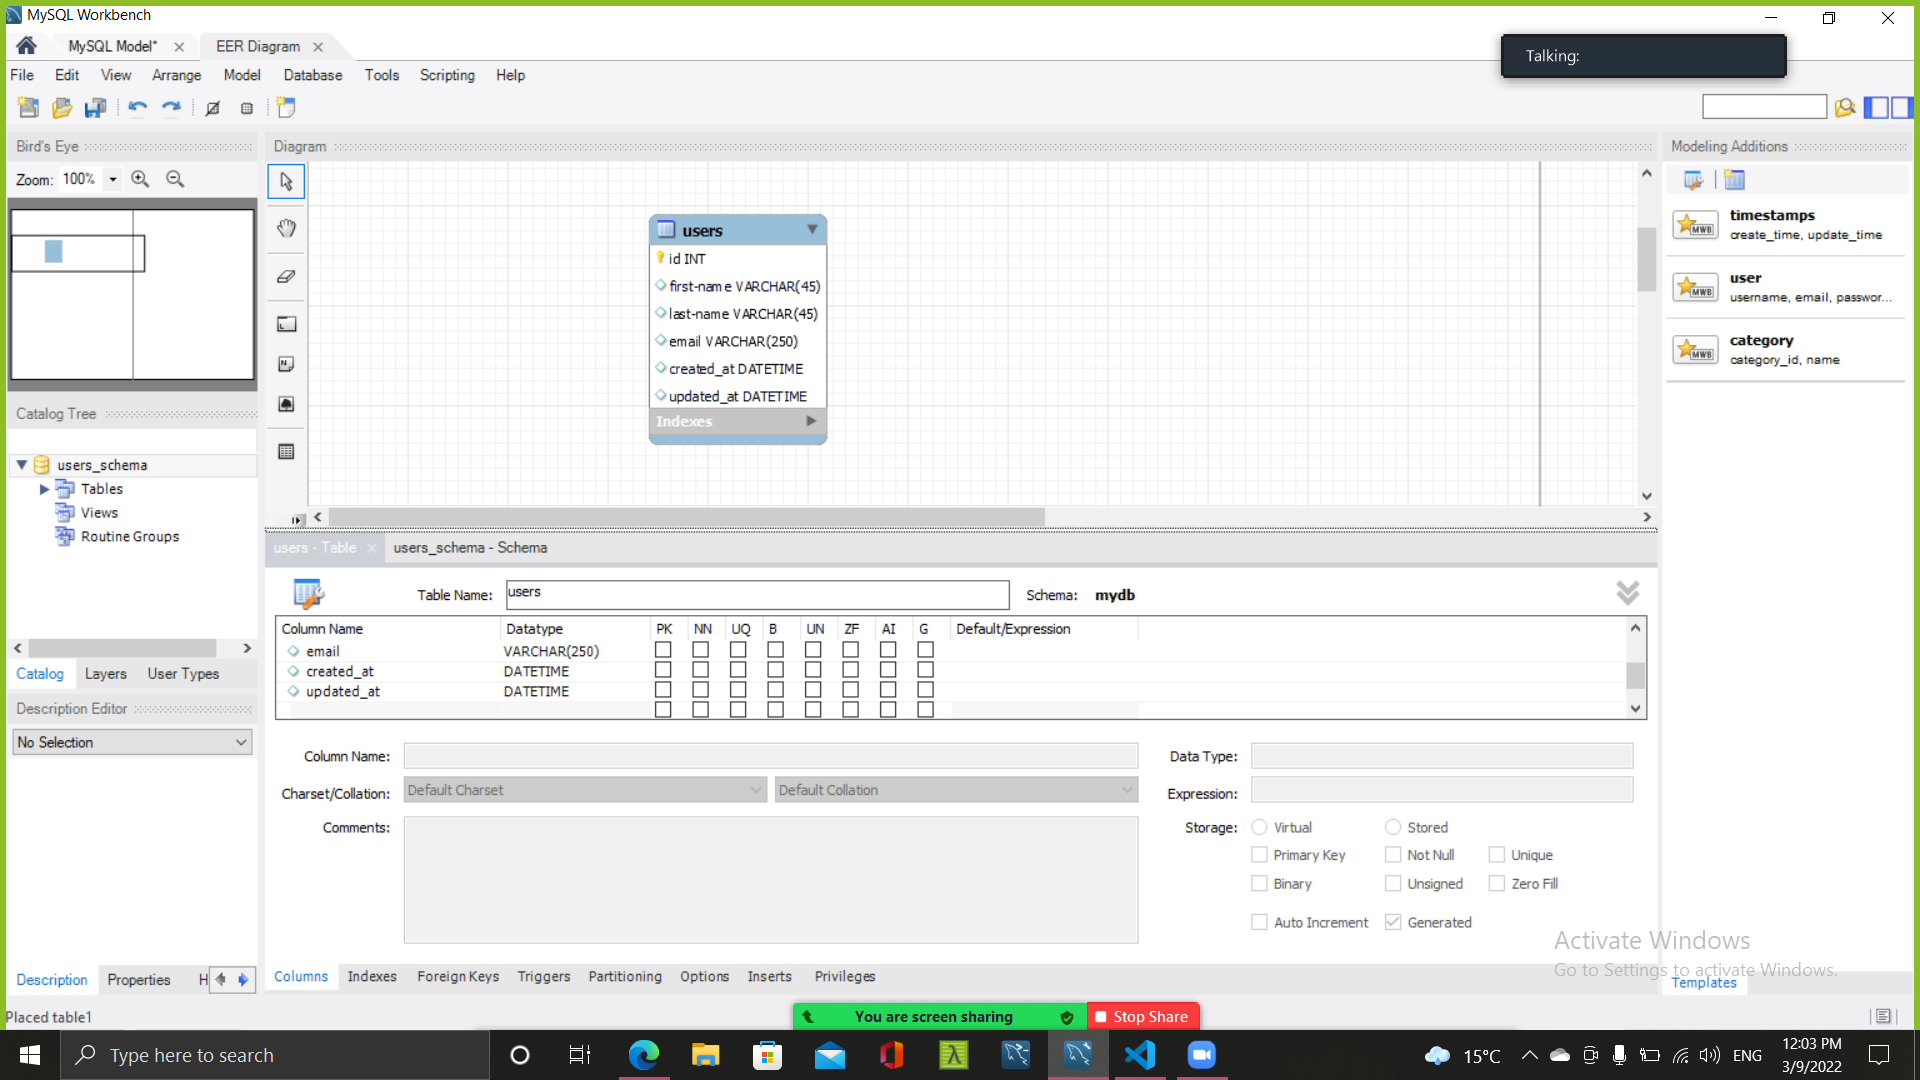 MySQL Workbench
MySQL Model*
EER Diagram
Talking:
File Edit View Arrange Model Database Tools Scripting Help
Bird's Eye
Diagram
Modeling Additions
Zoom: 100%
timestamps
create_time, update_time
user
username, email, passwor...
category
category_id, name
users
id INT
first-name VARCHAR(45)
last-name VARCHAR(45)
email VARCHAR(250)
created_at DATETIME
updated_at DATETIME
Indexes
Catalog Tree
users_schema
Tables
Views
Routine Groups
users - Table
users_schema - Schema
Table Name: users Schema: mydb
Column Name Datatype PK NN UQ B UN ZF AI G Default/Expression
email VARCHAR(250)
created_at DATETIME
updated_at DATETIME
Catalog Layers User Types
Description Editor
No Selection
Column Name: Data Type:
Charset/Collation: Default Charset Default Collation Expression:
Comments: Storage: Virtual Stored
Primary Key Not Null Unique
Binary Unsigned Zero Fill
Auto Increment Generated
Activate Windows
Go to Settings to activate Windows.
Description Properties H
Columns Indexes Foreign Keys Triggers Partitioning Options Inserts Privileges
Templates
Placed table1
You are screen sharing
Stop Share
Type here to search
15°C
ENG
12:03 PM
3/9/2022